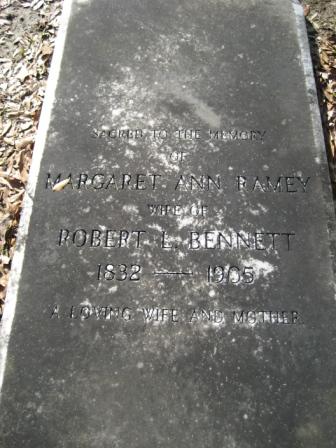 SACRED TO THE MEMORY
OF
MARGARET ANN RAMEY
WIFE OF
ROBERT L. BENNETT
1832 — 1905
A LOVING WIFE AND MOTHER